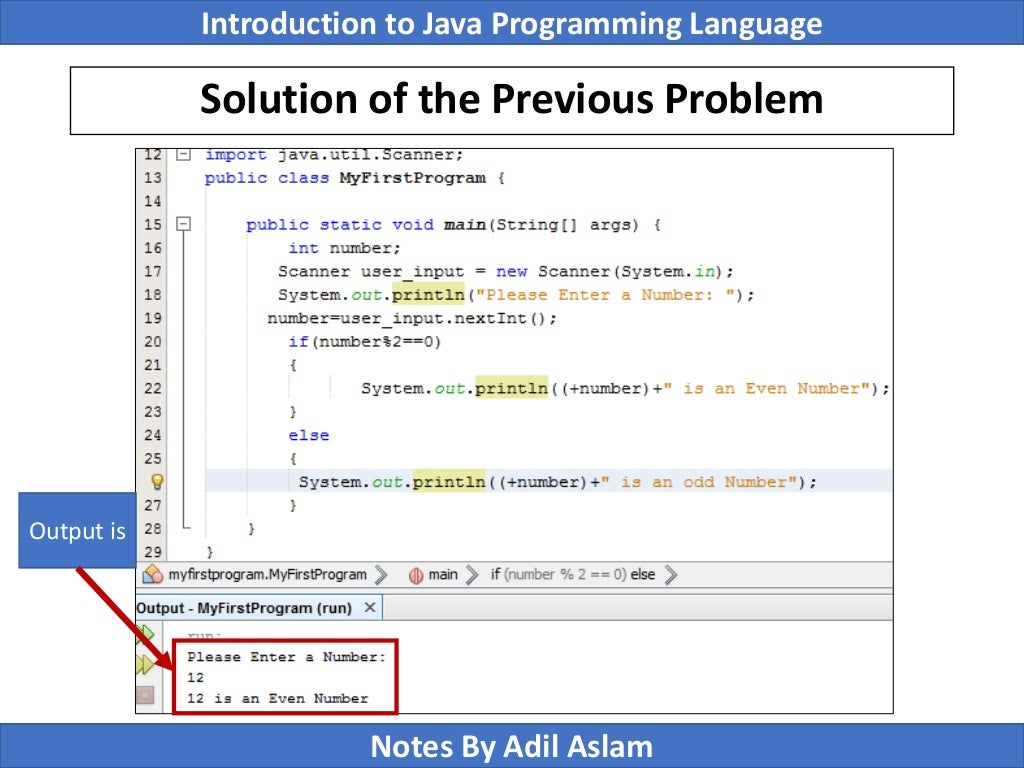 Introduction to Java Programming Language
Solution of the Previous Problem
12 import java.util.Scanner;
13 public class MyFirstProgram {
14
15 public static void main(String[] args) {
16 int number;
17 Scanner user_input = new Scanner(System.in);
18 System.out.println("Please Enter a Number: ");
19 number=user_input.nextInt();
20 if(number%2==0)
21 {
22 System.out.println((+number)+" is an Even Number");
23 }
24 else
25 {
System.out.println((+number)+" is an odd Number");
27 }
28 }
29 }
Output is
myfirstprogram.MyFirstProgram main if (number % 2 == 0) else
Output - MyFirstProgram (run) ×
run:
Please Enter a Number:
12
12 is an Even Number
Notes By Adil Aslam